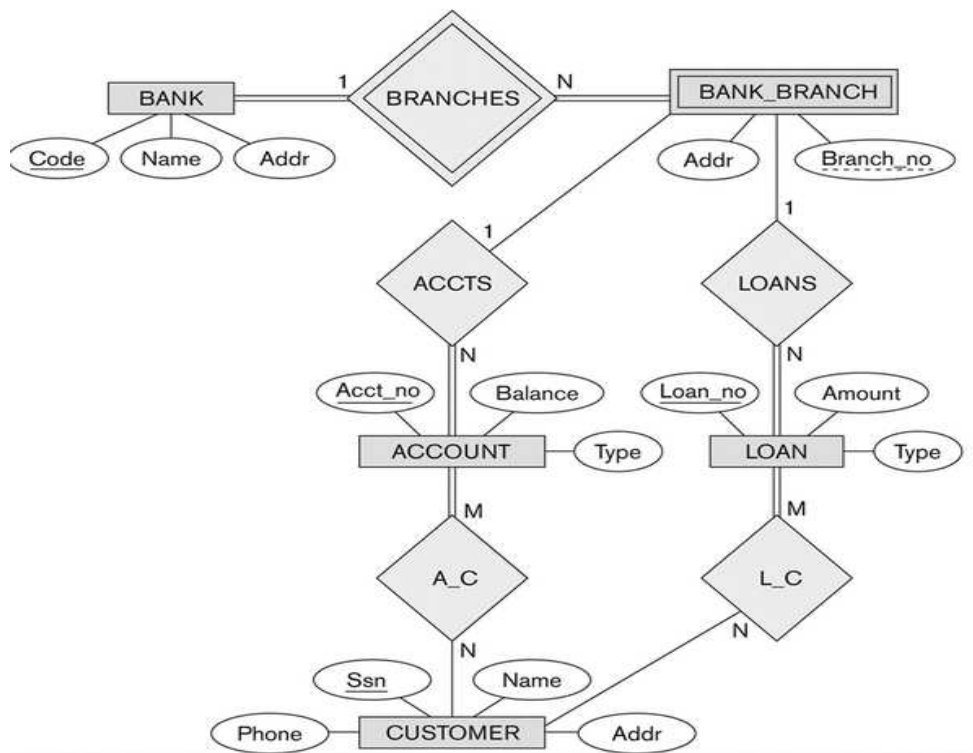 1
N
BANK
BRANCHES
BANK_BRANCH
Code
Name
Addr
Addr
Branch_no
1
1
ACCTS
LOANS
N
N
Acct_no
Balance
Loan_no
Amount
ACCOUNT
Type
LOAN
Type
M
M
A_C
L_C
N
N
Ssn
Name
Phone
CUSTOMER
Addr